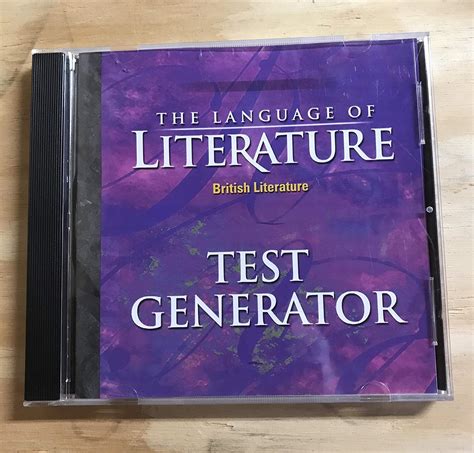 THE LANGUAGE OF
LITERATURE
British Literature
TEST
GENERATOR